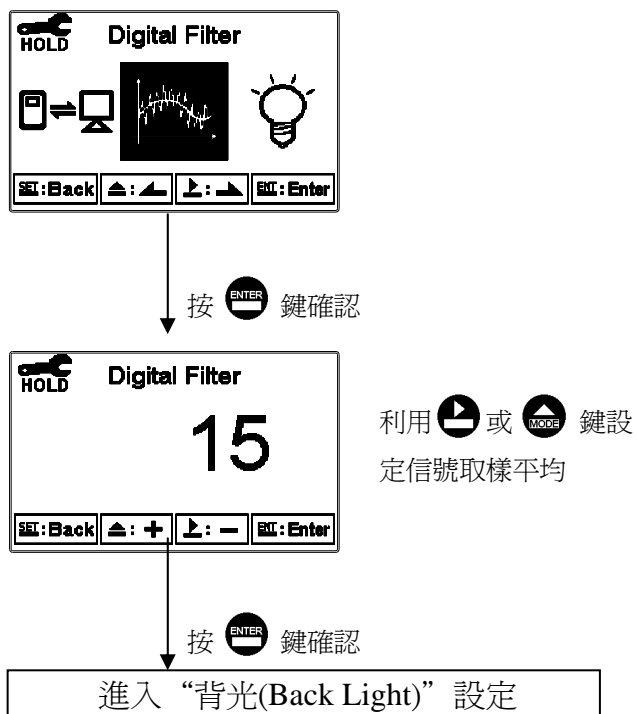 HOLD Digital Filter
SET:Back ▲: ◢ ┡: ◣ ENT:Enter
按 ENTER 鍵確認
HOLD Digital Filter
15
利用 或 MODE 鍵設
定信號取樣平均
SET:Back ▲: + ┡: — ENT:Enter
按 ENTER 鍵確認
進入“背光(Back Light)”設定